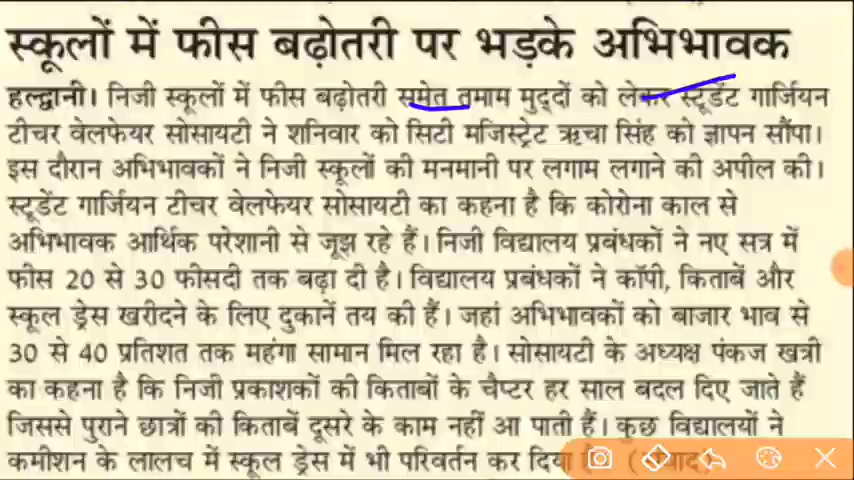 स्कूलों में फीस बढ़ोतरी पर भड़के अभिभावक
हल्द्वानी। निजी स्कूलों में फीस बढ़ोतरी समेत तमाम मुद्दों को लेकर स्टूडेंट गार्जियन
टीचर वेलफेयर सोसायटी ने शनिवार को सिटी मजिस्ट्रेट ऋचा सिंह को ज्ञापन सौंपा।
इस दौरान अभिभावकों ने निजी स्कूलों की मनमानी पर लगाम लगाने की अपील की।
स्टूडेंट गार्जियन टीचर वेलफेयर सोसायटी का कहना है कि कोरोना काल से
अभिभावक आर्थिक परेशानी से जूझ रहे हैं। निजी विद्यालय प्रबंधकों ने नए सत्र में
फीस 20 से 30 फीसदी तक बढ़ा दी है। विद्यालय प्रबंधकों ने कॉपी, किताबें और
स्कूल ड्रेस खरीदने के लिए दुकानें तय की हैं। जहां अभिभावकों को बाजार भाव से
30 से 40 प्रतिशत तक महंगा सामान मिल रहा है। सोसायटी के अध्यक्ष पंकज खत्री
का कहना है कि निजी प्रकाशकों की किताबों के चैप्टर हर साल बदल दिए जाते हैं
जिससे पुराने छात्रों की किताबें दूसरे के काम नहीं आ पाती हैं। कुछ विद्यालयों ने
कमीशन के लालच में स्कूल ड्रेस में भी परिवर्तन कर दिया